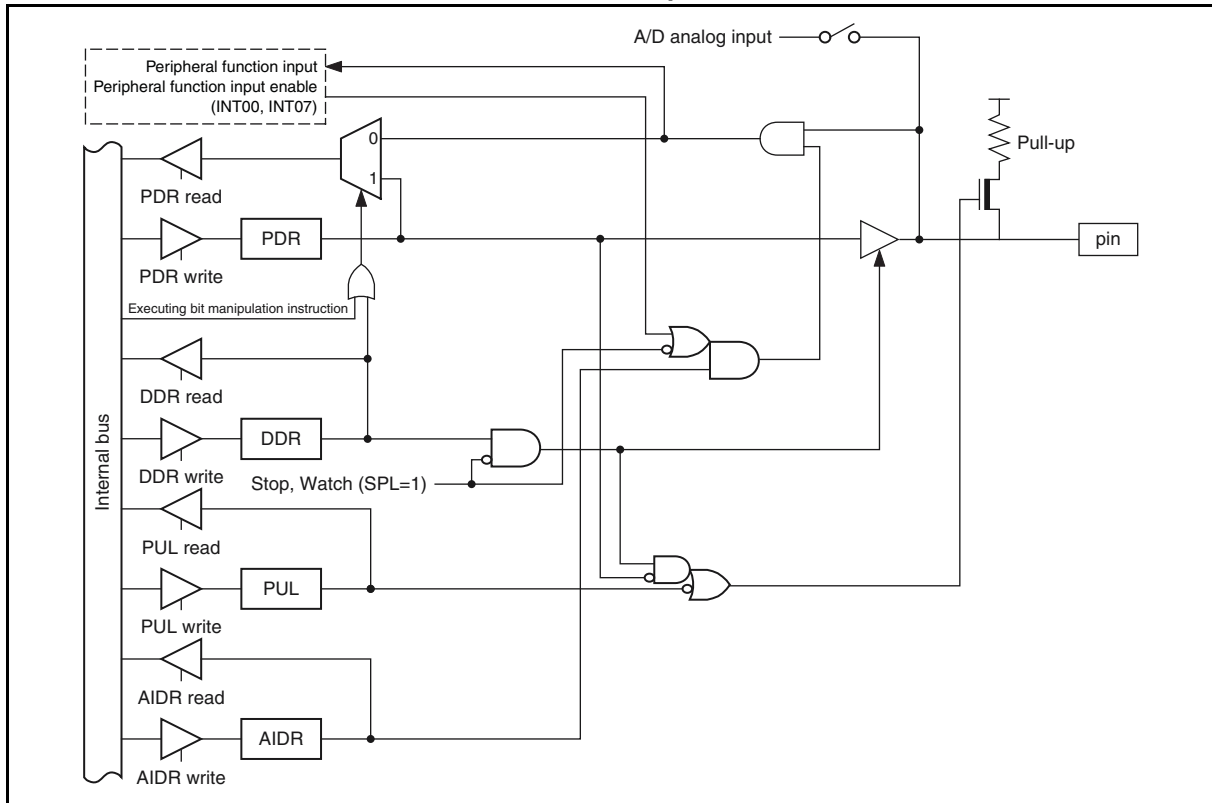 A/D analog input
Peripheral function input
Peripheral function input enable
(INT00, INT07)
0
Pull-up
1
PDR read
PDR
pin
PDR write
Executing bit manipulation instruction
DDR read
Internal bus
DDR
DDR write
Stop, Watch (SPL=1)
PUL read
PUL
PUL write
AIDR read
AIDR
AIDR write